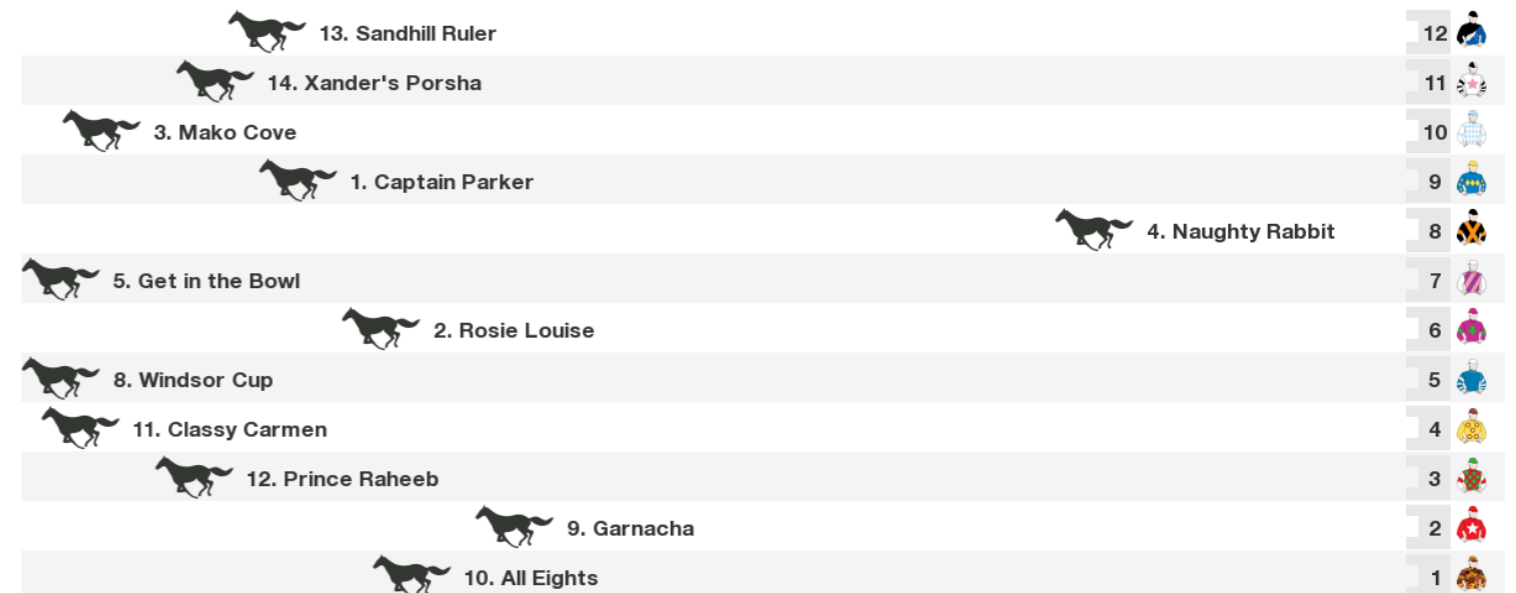 13. Sandhill Ruler 12
14. Xander's Porsha 11
3. Mako Cove 10
1. Captain Parker 9
4. Naughty Rabbit 8
5. Get in the Bowl 7
2. Rosie Louise 6
8. Windsor Cup 5
11. Classy Carmen 4
12. Prince Raheeb 3
9. Garnacha 2
10. All Eights 1